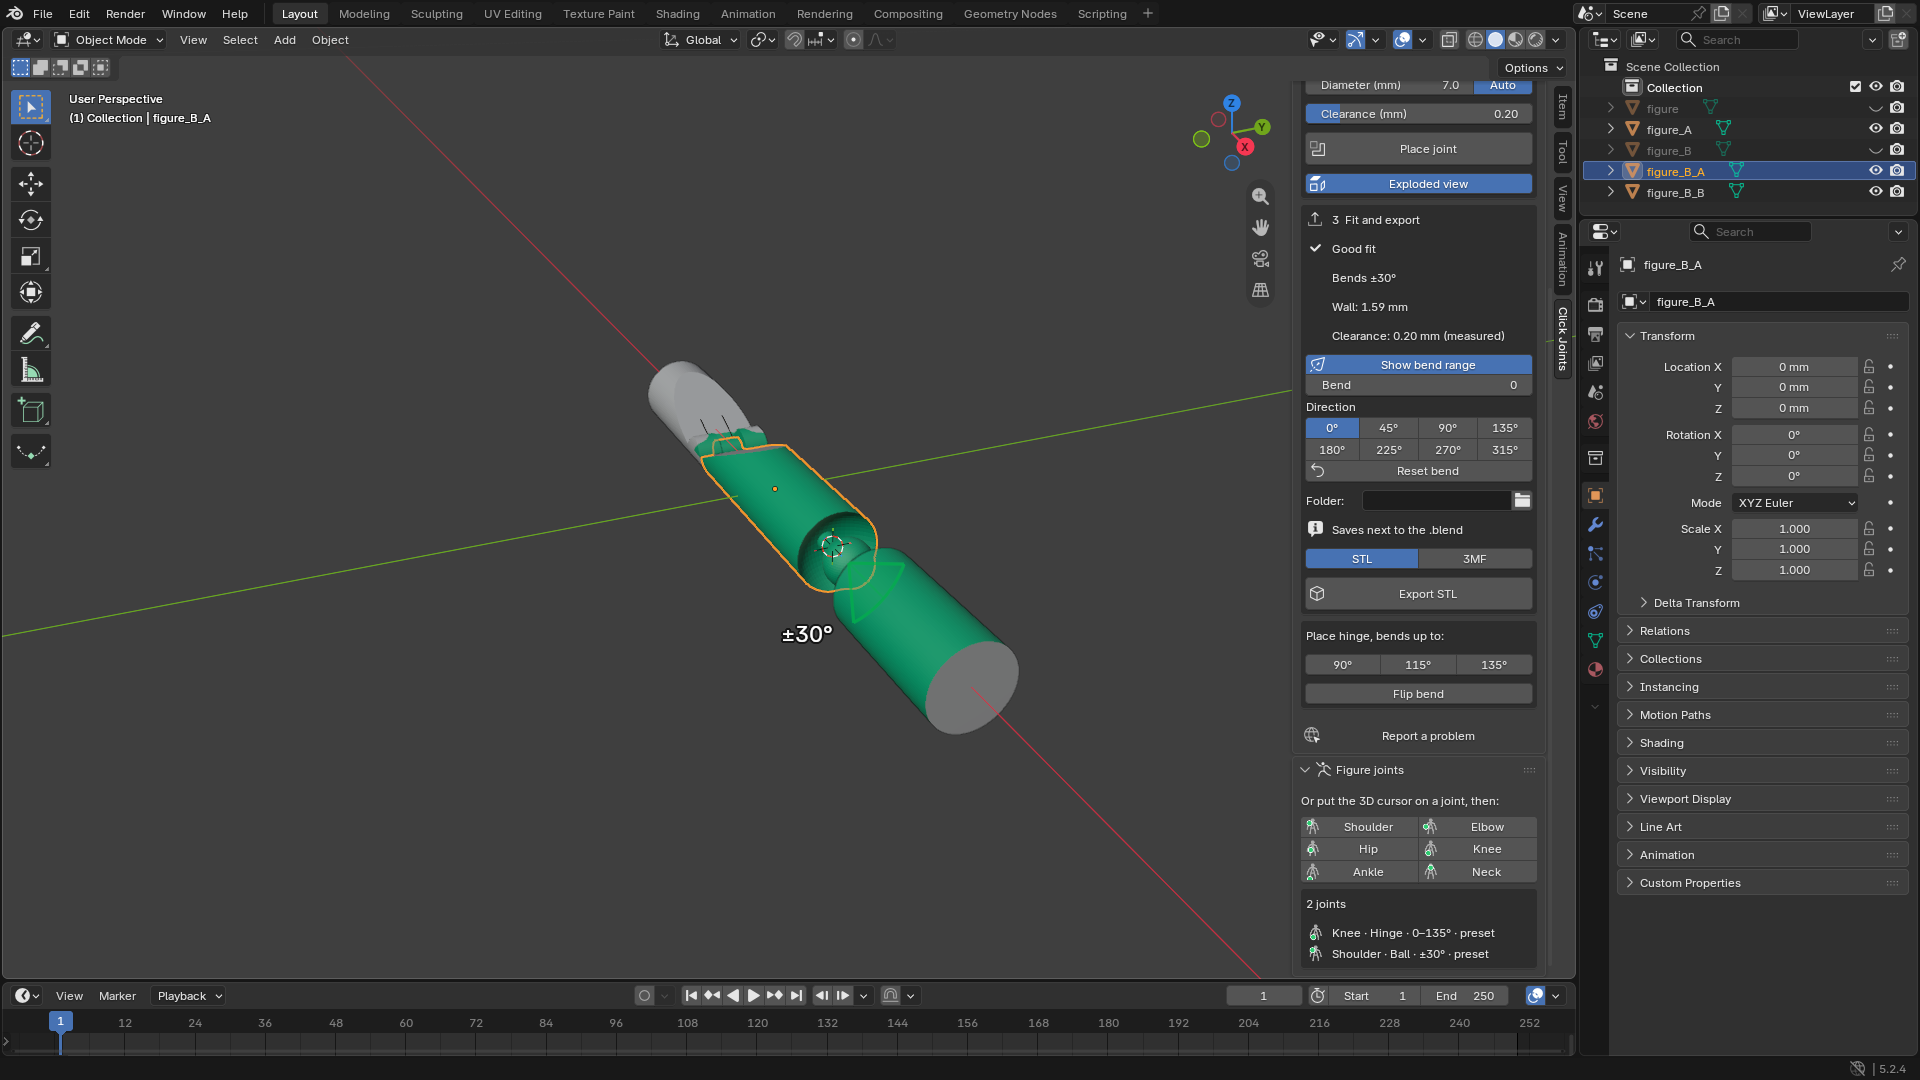 File Edit Render Window Help Layout Modeling Sculpting UV Editing Texture Paint Shading Animation Rendering Compositing Geometry Nodes Scripting + Scene ViewLayer
Object Mode View Select Add Object Global Search
Options
User Perspective
(1) Collection | figure_B_A
Z
Y
X
±30°
Diameter (mm) 7.0 Auto
Clearance (mm) 0.20
Place joint
Exploded view
3 Fit and export
Good fit
Bends ±30°
Wall: 1.59 mm
Clearance: 0.20 mm (measured)
Show bend range
Bend 0
Direction
0° 45° 90° 135°
180° 225° 270° 315°
Reset bend
Folder:
Saves next to the .blend
STL 3MF
Export STL
Place hinge, bends up to:
90° 115° 135°
Flip bend
Report a problem
Figure joints
Or put the 3D cursor on a joint, then:
Shoulder Elbow
Hip Knee
Ankle Neck
2 joints
Knee · Hinge · 0–135° · preset
Shoulder · Ball · ±30° · preset
Item
Tool
View
Animation
Click Joints
Scene Collection
Collection
figure
figure_A
figure_B
figure_B_A
figure_B_B
Search
figure_B_A
figure_B_A
Transform
Location X 0 mm
Y 0 mm
Z 0 mm
Rotation X 0°
Y 0°
Z 0°
Mode XYZ Euler
Scale X 1.000
Y 1.000
Z 1.000
Delta Transform
Relations
Collections
Instancing
Motion Paths
Shading
Visibility
Viewport Display
Line Art
Animation
Custom Properties
View Marker Playback 1 Start 1 End 250
1 12 24 36 48 60 72 84 96 108 120 132 144 156 168 180 192 204 216 228 240 252
5.2.4